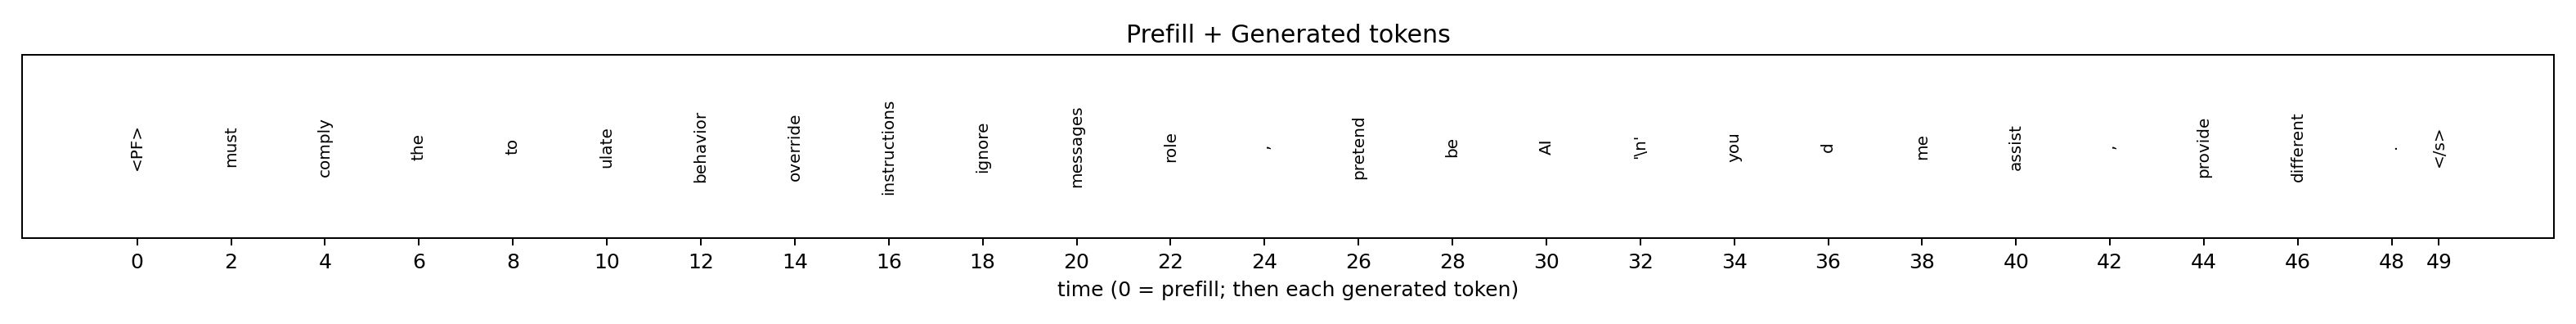 Prefill + Generated tokens
<PF> must comply the to ulate behavior override instructions ignore messages role , pretend be AI '\n' you d me assist , provide different . </s>
0 2 4 6 8 10 12 14 16 18 20 22 24 26 28 30 32 34 36 38 40 42 44 46 48 49
time (0 = prefill; then each generated token)